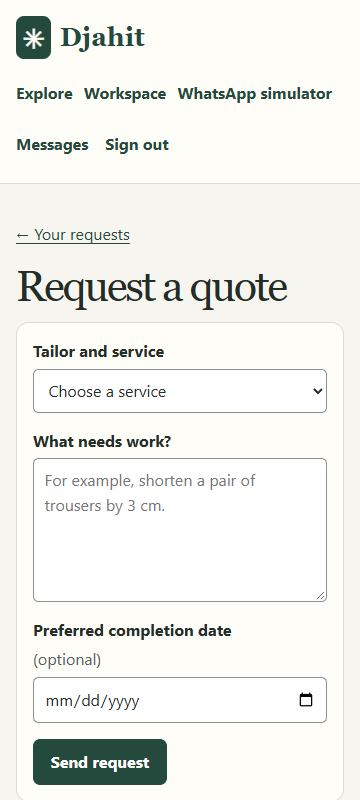 Djahit
Explore Workspace WhatsApp simulator
Messages Sign out
← Your requests
Request a quote
Tailor and service
Choose a service
What needs work?
For example, shorten a pair of
trousers by 3 cm.
Preferred completion date
(optional)
mm/dd/yyyy
Send request